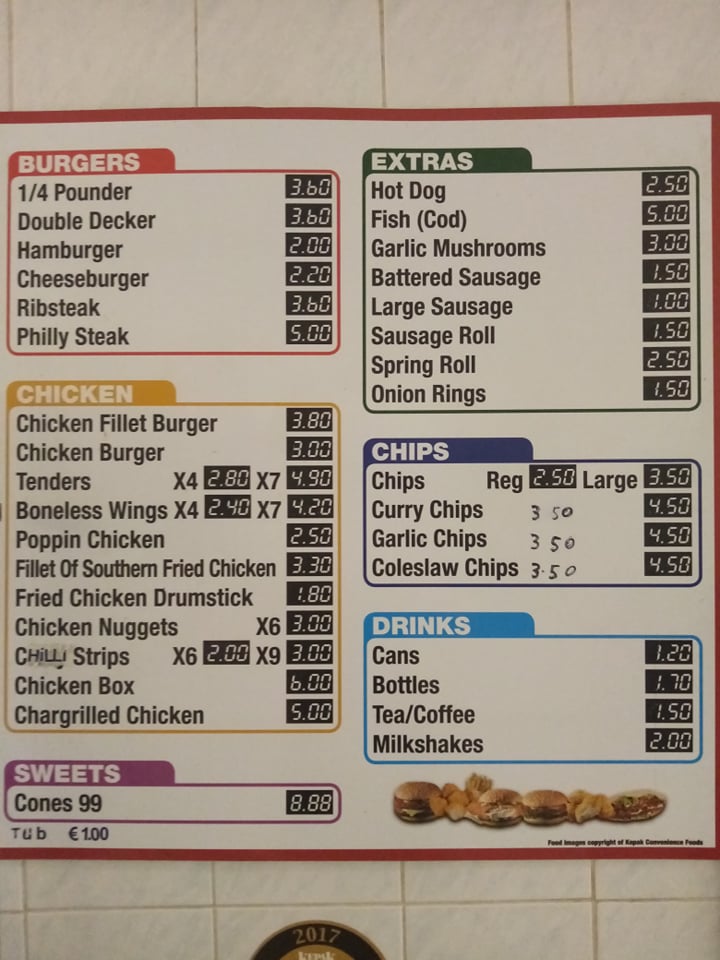 BURGERS
1/4 Pounder 3.60
Double Decker 3.60
Hamburger 2.00
Cheeseburger 2.20
Ribsteak 3.60
Philly Steak 5.00
CHICKEN
Chicken Fillet Burger 3.80
Chicken Burger 3.00
Tenders X4 2.80 X7 4.90
Boneless Wings X4 2.40 X7 4.20
Poppin Chicken 2.50
Fillet Of Southern Fried Chicken 3.30
Fried Chicken Drumstick 1.80
Chicken Nuggets X6 3.00
CHiLLi Strips X6 2.00 X9 3.00
Chicken Box 6.00
Chargrilled Chicken 5.00
SWEETS
Cones 99 8.88
Tub €1.00
EXTRAS
Hot Dog 2.50
Fish (Cod) 5.00
Garlic Mushrooms 3.00
Battered Sausage 1.50
Large Sausage 1.00
Sausage Roll 1.50
Spring Roll 2.50
Onion Rings 1.50
CHIPS
Chips Reg 2.50 Large 3.50
Curry Chips 3 50 4.50
Garlic Chips 3 50 4.50
Coleslaw Chips 3.50 4.50
DRINKS
Cans 1.20
Bottles 1.70
Tea/Coffee 1.50
Milkshakes 2.00
Food images copyright of Kepak Convenience Foods
2017
KEPAK